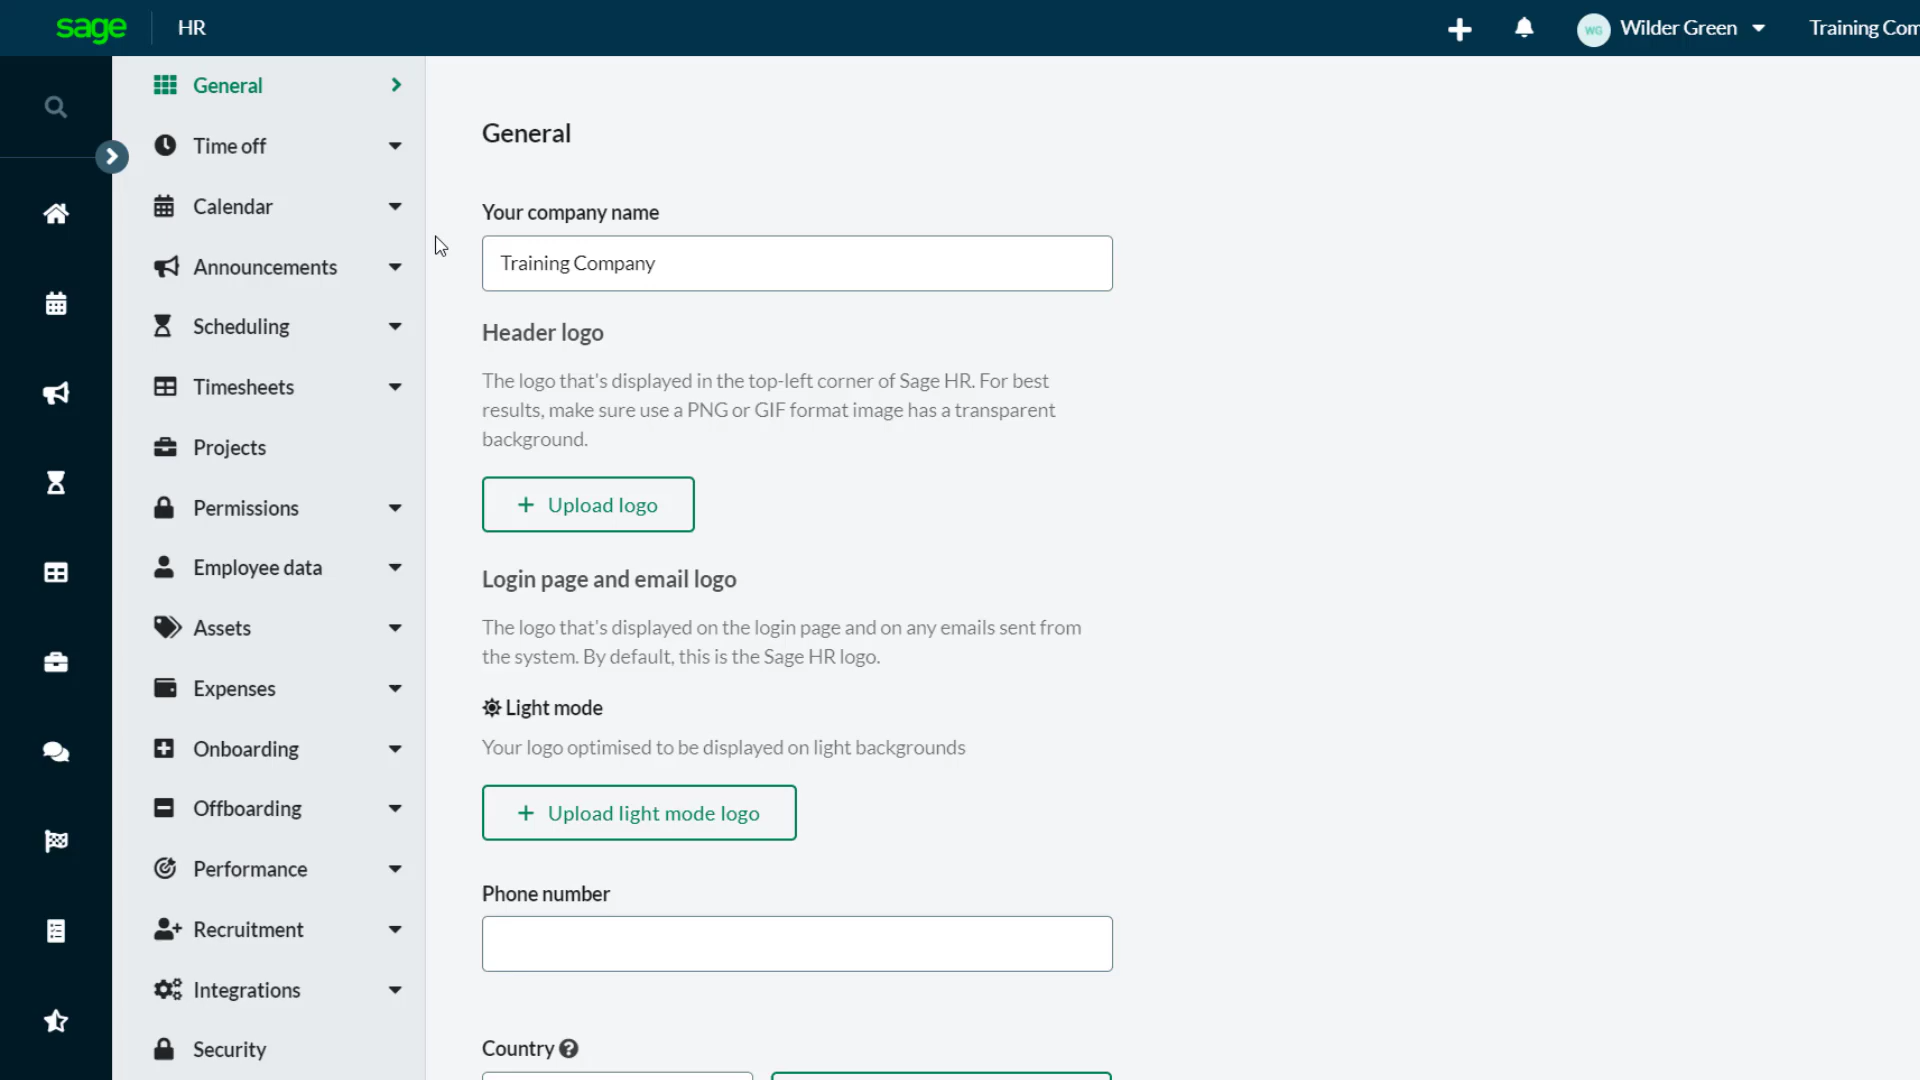 sage
HR
WG
Wilder Green
Training Com
General
Time off
Calendar
Announcements
Scheduling
Timesheets
Projects
Permissions
Employee data
Assets
Expenses
Onboarding
Offboarding
Performance
Recruitment
Integrations
Security
General
Your company name
Training Company
Header logo
The logo that's displayed in the top-left corner of Sage HR. For best
results, make sure use a PNG or GIF format image has a transparent
background.
+ Upload logo
Login page and email logo
The logo that's displayed on the login page and on any emails sent from
the system. By default, this is the Sage HR logo.
Light mode
Your logo optimised to be displayed on light backgrounds
+ Upload light mode logo
Phone number
Country ?